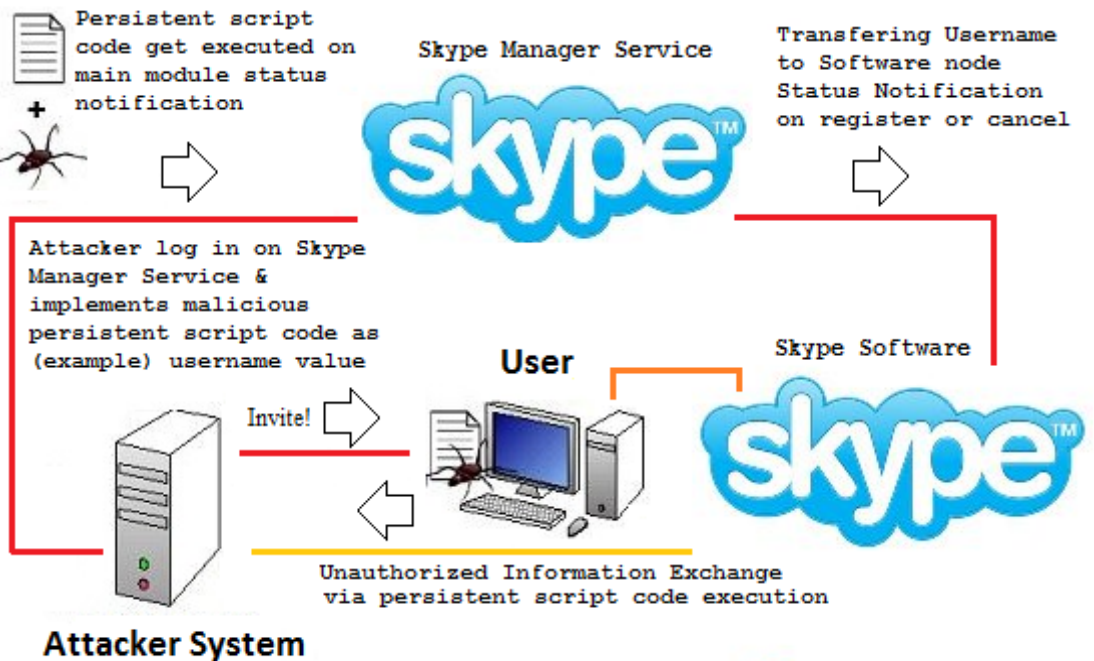 Persistent script
code get executed on
main module status
notification
+
Skype Manager Service
skype™
Transfering Username
to Software node
Status Notification
on register or cancel
Attacker log in on Skype
Manager Service &
implements malicious
persistent script code as
(example) username value
Invite!
User
Skype Software
skype™
Unauthorized Information Exchange
via persistent script code execution
Attacker System